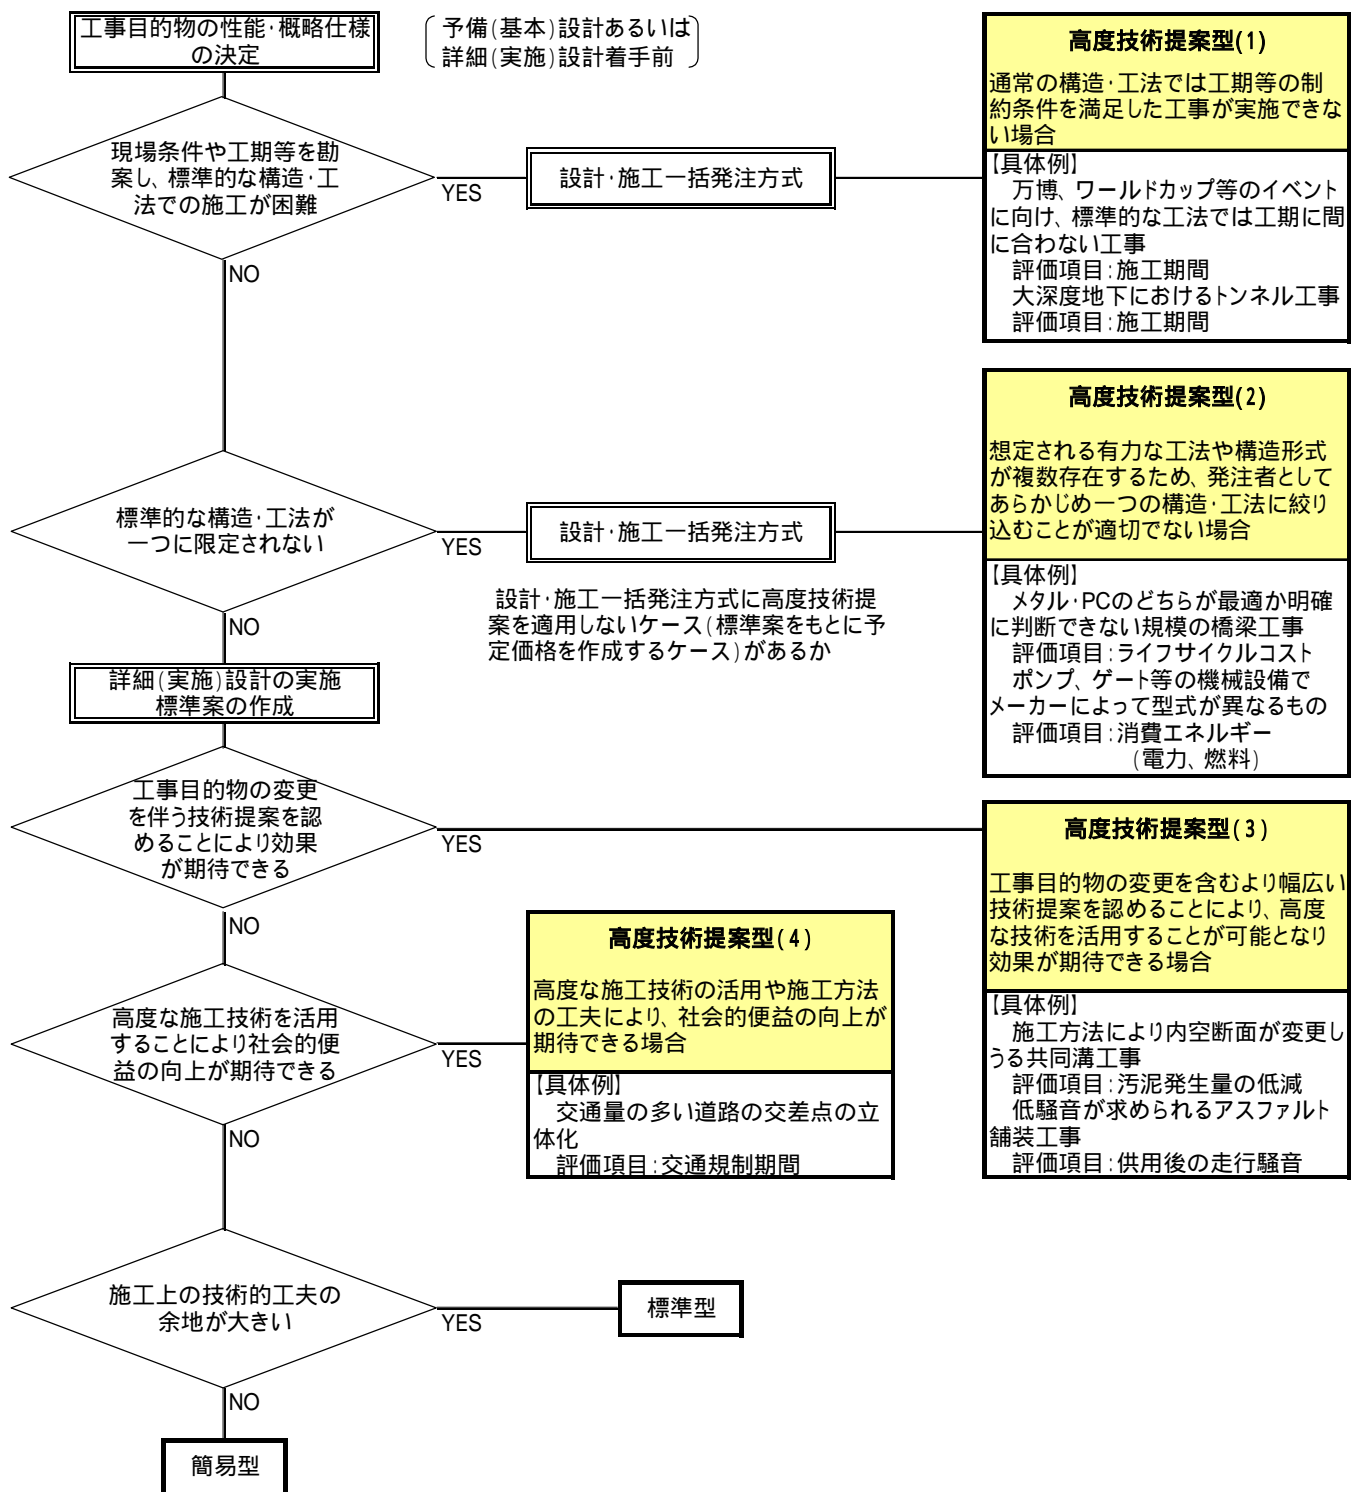 工事目的物の性能･概略仕様
の決定
予備(基本)設計あるいは
詳細(実施)設計着手前
現場条件や工期等を勘
案し、標準的な構造･工
法での施工が困難
YES
NO
設計･施工一括発注方式
高度技術提案型(1)
通常の構造･工法では工期等の制
約条件を満足した工事が実施できな
い場合
【具体例】
万博、ワールドカップ等のイベント
に向け、標準的な工法では工期に間
に合わない工事
評価項目:施工期間
大深度地下におけるトンネル工事
評価項目:施工期間
標準的な構造･工法が
一つに限定されない
YES
NO
設計･施工一括発注方式
設計･施工一括発注方式に高度技術提
案を適用しないケース(標準案をもとに予
定価格を作成するケース)があるか
高度技術提案型(2)
想定される有力な工法や構造形式
が複数存在するため、発注者として
あらかじめ一つの構造･工法に絞り
込むことが適切でない場合
【具体例】
メタル･PCのどちらが最適か明確
に判断できない規模の橋梁工事
評価項目:ライフサイクルコスト
ポンプ、ゲート等の機械設備で
メーカーによって型式が異なるもの
評価項目:消費エネルギー
(電力、燃料)
詳細(実施)設計の実施
標準案の作成
工事目的物の変更
を伴う技術提案を認
めることにより効果
が期待できる
YES
NO
高度技術提案型(3)
工事目的物の変更を含むより幅広い
技術提案を認めることにより、高度
な技術を活用することが可能となり
効果が期待できる場合
【具体例】
施工方法により内空断面が変更し
うる共同溝工事
評価項目:汚泥発生量の低減
低騒音が求められるアスファルト
舗装工事
評価項目:供用後の走行騒音
高度な施工技術を活用
することにより社会的便
益の向上が期待できる
YES
NO
高度技術提案型(4)
高度な施工技術の活用や施工方法
の工夫により、社会的便益の向上が
期待できる場合
【具体例】
交通量の多い道路の交差点の立
体化
評価項目:交通規制期間
施工上の技術的工夫の
余地が大きい
YES
NO
標準型
簡易型